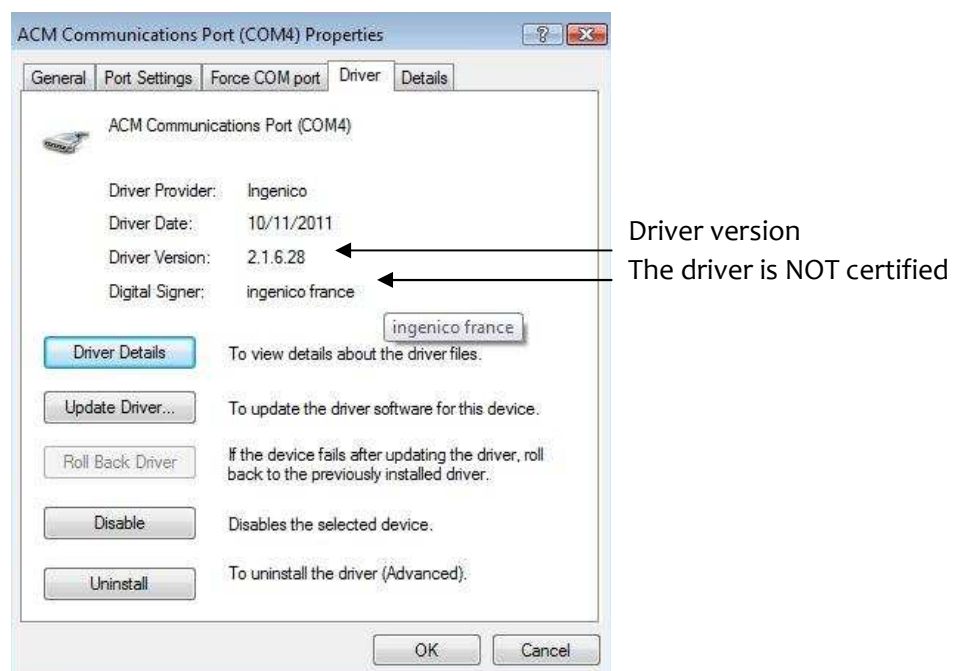 ACM Communications Port (COM4) Properties
General Port Settings Force COM port Driver Details
ACM Communications Port (COM4)
Driver Provider: Ingenico
Driver Date: 10/11/2011
Driver Version: 2.1.6.28
Digital Signer: ingenico france
Driver version
The driver is NOT certified
ingenico france
Driver Details To view details about the driver files.
Update Driver... To update the driver software for this device.
Roll Back Driver If the device fails after updating the driver, roll
back to the previously installed driver.
Disable Disables the selected device.
Uninstall To uninstall the driver (Advanced).
OK Cancel